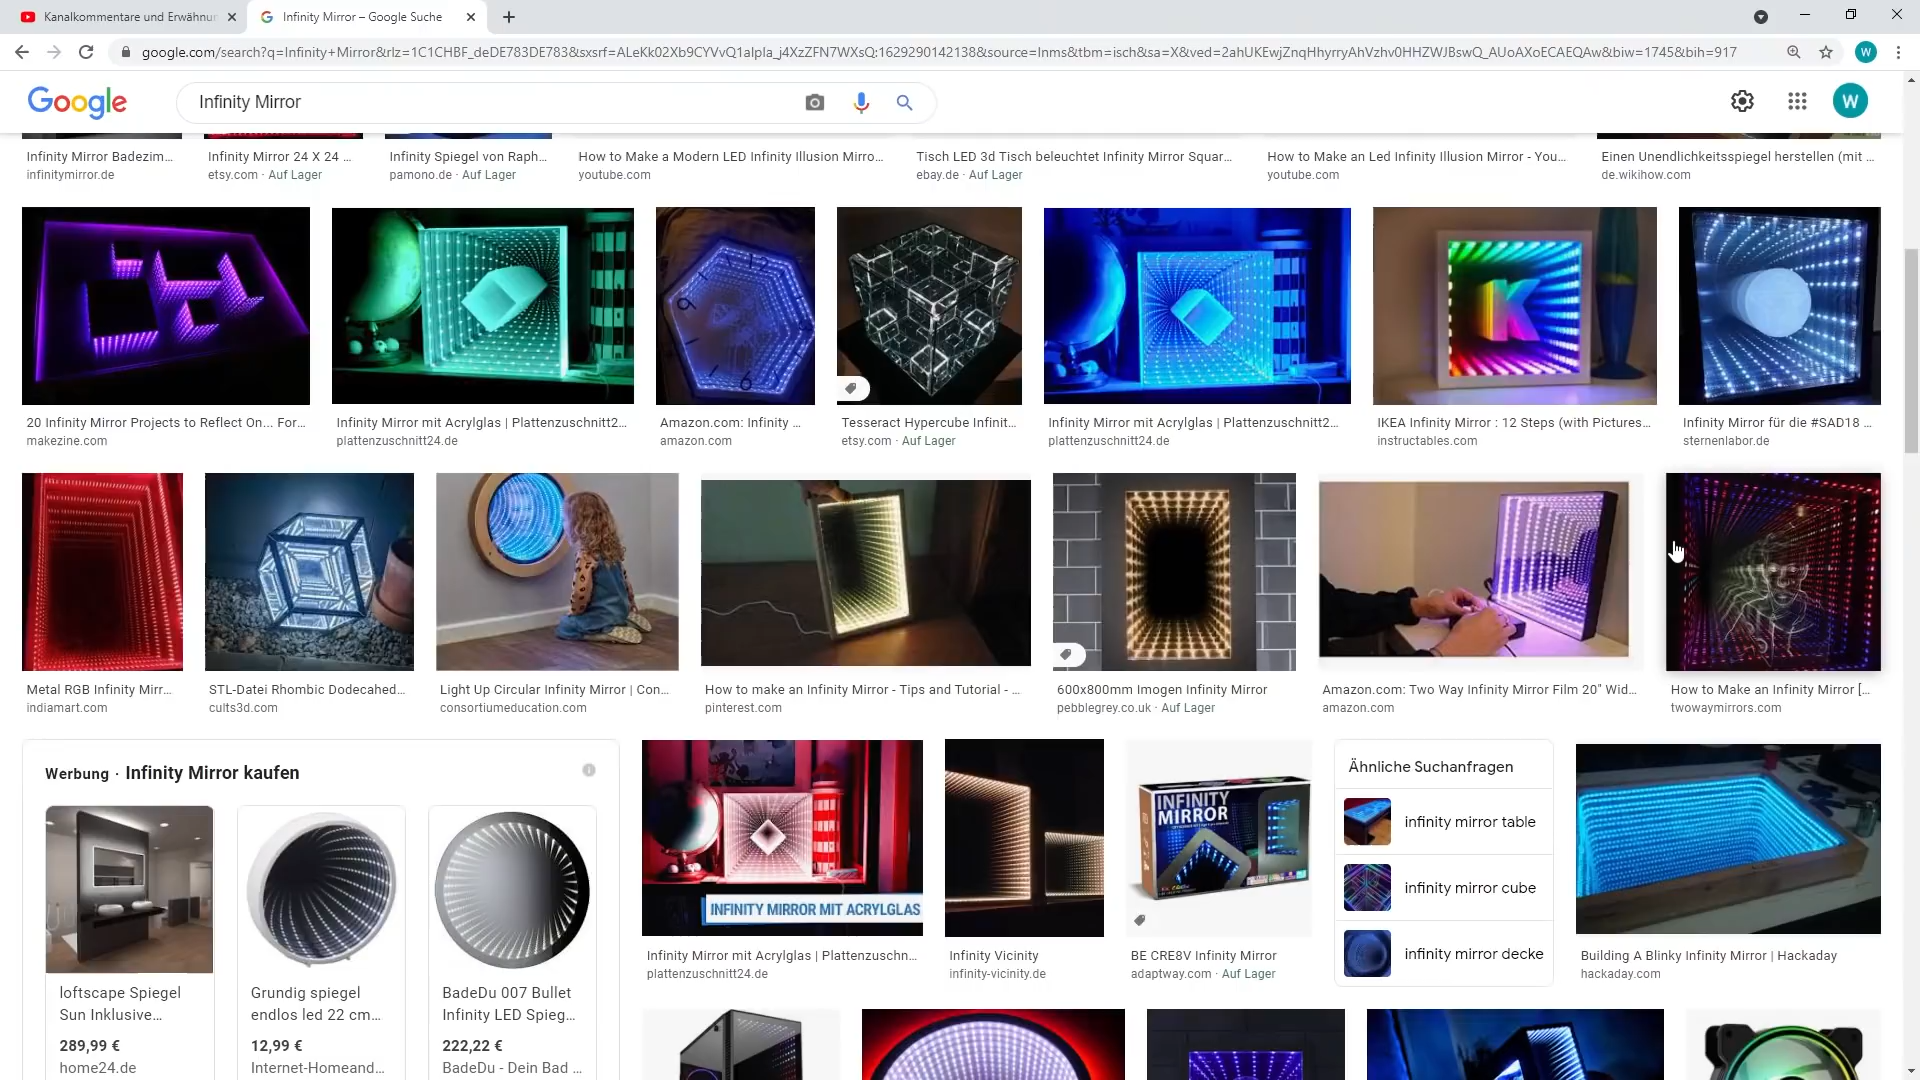 Kanalkommentare und Erwähnun
Infinity Mirror – Google Suche
google.com/search?q=Infinity+Mirror&rlz=1C1CHBF_deDE783DE783&sxsrf=ALeKk02Xb9CYVvQ1alpla_j4XzZFN7WXsQ:1629290142138&source=lnms&tbm=isch&sa=X&ved=2ahUKEwjZnqHhyrryAhVzhv0HHZWJBswQ_AUoAXoECAEQAw&biw=1745&bih=917
W
Google
Infinity Mirror
W
Infinity Mirror Badezim...
infinitymirror.de
Infinity Mirror 24 X 24 ...
etsy.com · Auf Lager
Infinity Spiegel von Raph...
pamono.de · Auf Lager
How to Make a Modern LED Infinity Illusion Mirro...
youtube.com
Tisch LED 3d Tisch beleuchtet Infinity Mirror Squar...
ebay.de · Auf Lager
How to Make an Led Infinity Illusion Mirror - You...
youtube.com
Einen Unendlichkeitsspiegel herstellen (mit ...
de.wikihow.com
20 Infinity Mirror Projects to Reflect On... For...
makezine.com
Infinity Mirror mit Acrylglas | Plattenzuschnitt2...
plattenzuschnitt24.de
Amazon.com: Infinity ...
amazon.com
Tesseract Hypercube Infinit...
etsy.com · Auf Lager
Infinity Mirror mit Acrylglas | Plattenzuschnitt2...
plattenzuschnitt24.de
K
IKEA Infinity Mirror : 12 Steps (with Pictures...
instructables.com
Infinity Mirror für die #SAD18 ...
sternenlabor.de
Metal RGB Infinity Mirr...
indiamart.com
STL-Datei Rhombic Dodecahed...
cults3d.com
Light Up Circular Infinity Mirror | Con...
consortiumeducation.com
How to make an Infinity Mirror - Tips and Tutorial - ...
pinterest.com
600x800mm Imogen Infinity Mirror
pebblegrey.co.uk · Auf Lager
Amazon.com: Two Way Infinity Mirror Film 20" Wid...
amazon.com
How to Make an Infinity Mirror [...
twowaymirrors.com
Werbung · Infinity Mirror kaufen
loftscape Spiegel
Sun Inklusive...
289,99 €
home24.de
Grundig spiegel
endlos led 22 cm...
12,99 €
Internet-Homeand...
BadeDu 007 Bullet
Infinity LED Spieg...
222,22 €
BadeDu - Dein Bad ...
INFINITY MIRROR MIT ACRYLGLAS
Infinity Mirror mit Acrylglas | Plattenzuschn...
plattenzuschnitt24.de
Infinity Vicinity
infinity-vicinity.de
INFINITY
MIRROR
BE CRE8V Infinity Mirror
adaptway.com · Auf Lager
Ähnliche Suchanfragen
infinity mirror table
infinity mirror cube
infinity mirror decke
Building A Blinky Infinity Mirror | Hackaday
hackaday.com